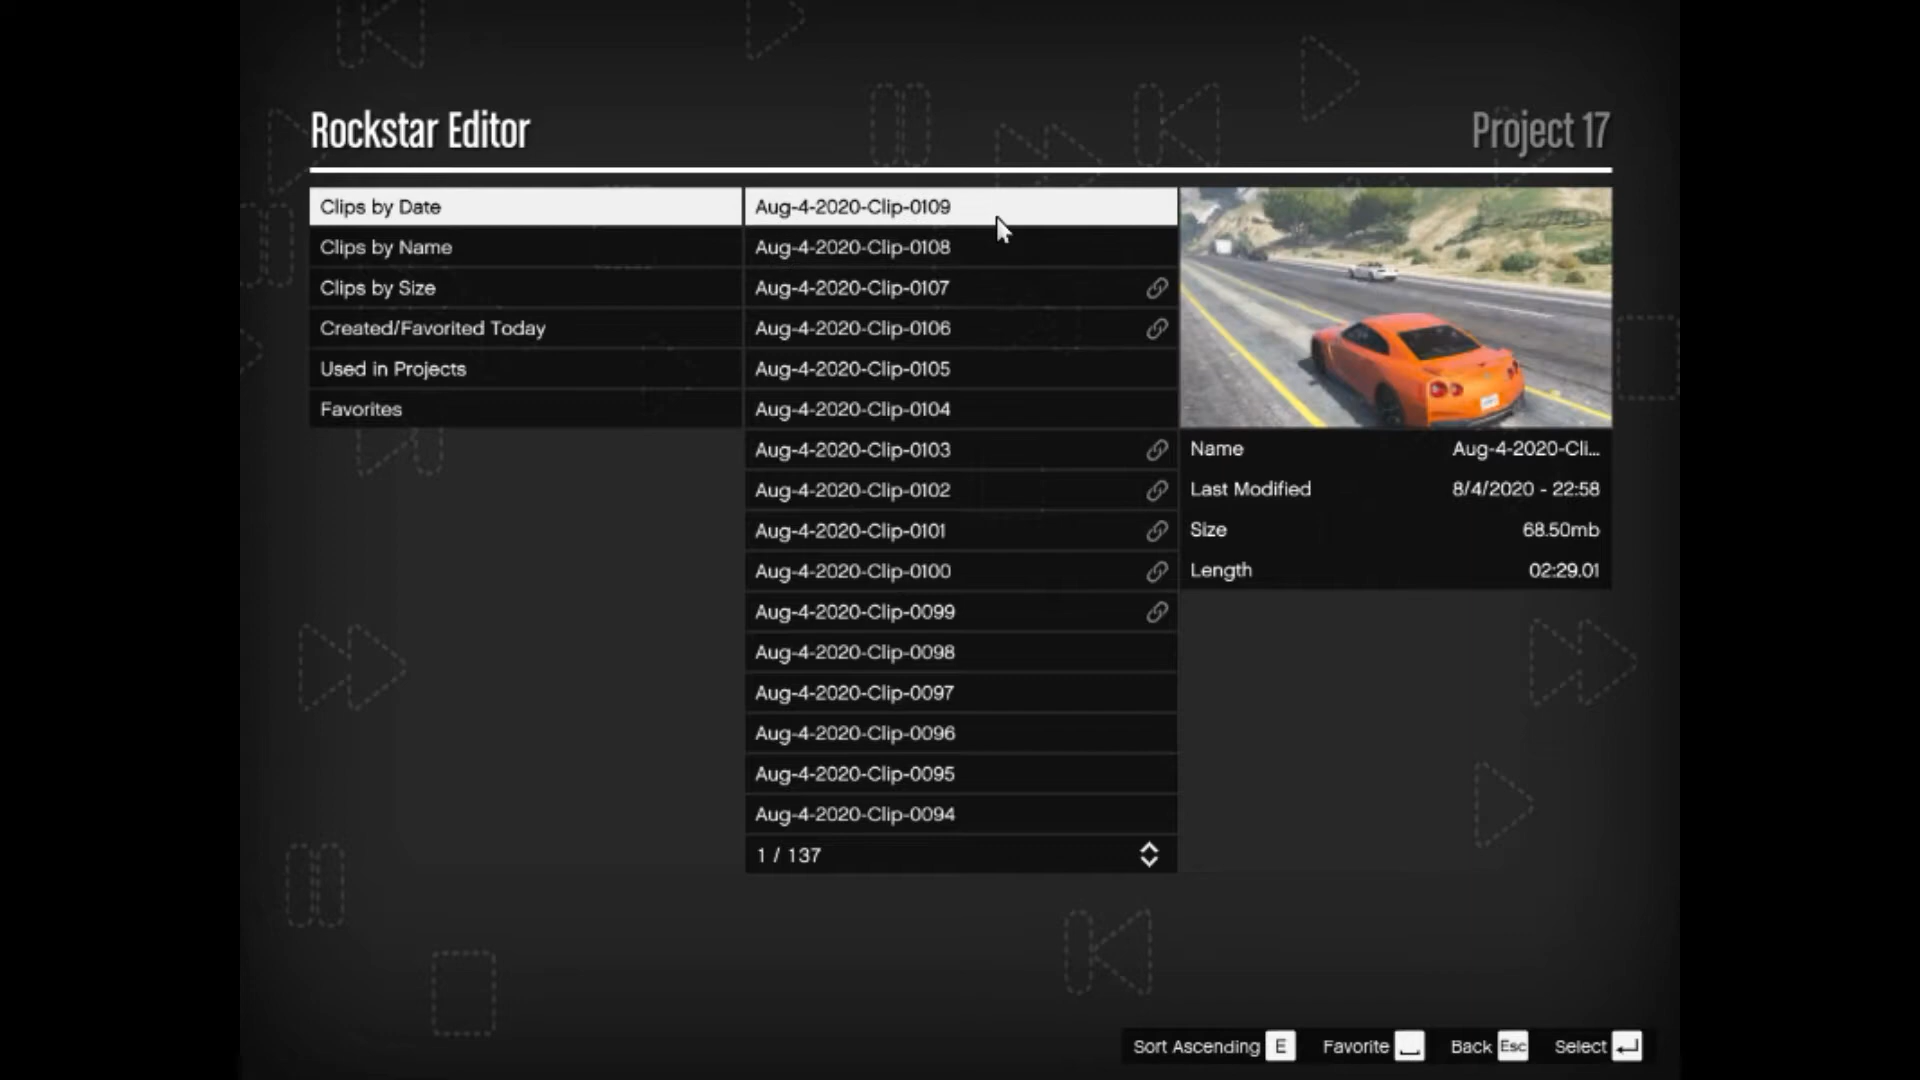 Rockstar Editor
Project 17
Clips by Date
Clips by Name
Clips by Size
Created/Favorited Today
Used in Projects
Favorites
Aug-4-2020-Clip-0109
Aug-4-2020-Clip-0108
Aug-4-2020-Clip-0107
Aug-4-2020-Clip-0106
Aug-4-2020-Clip-0105
Aug-4-2020-Clip-0104
Aug-4-2020-Clip-0103
Aug-4-2020-Clip-0102
Aug-4-2020-Clip-0101
Aug-4-2020-Clip-0100
Aug-4-2020-Clip-0099
Aug-4-2020-Clip-0098
Aug-4-2020-Clip-0097
Aug-4-2020-Clip-0096
Aug-4-2020-Clip-0095
Aug-4-2020-Clip-0094
1 / 137
Name Aug-4-2020-Cli...
Last Modified 8/4/2020 - 22:58
Size 68.50mb
Length 02:29.01
Sort Ascending E Favorite Back Esc Select